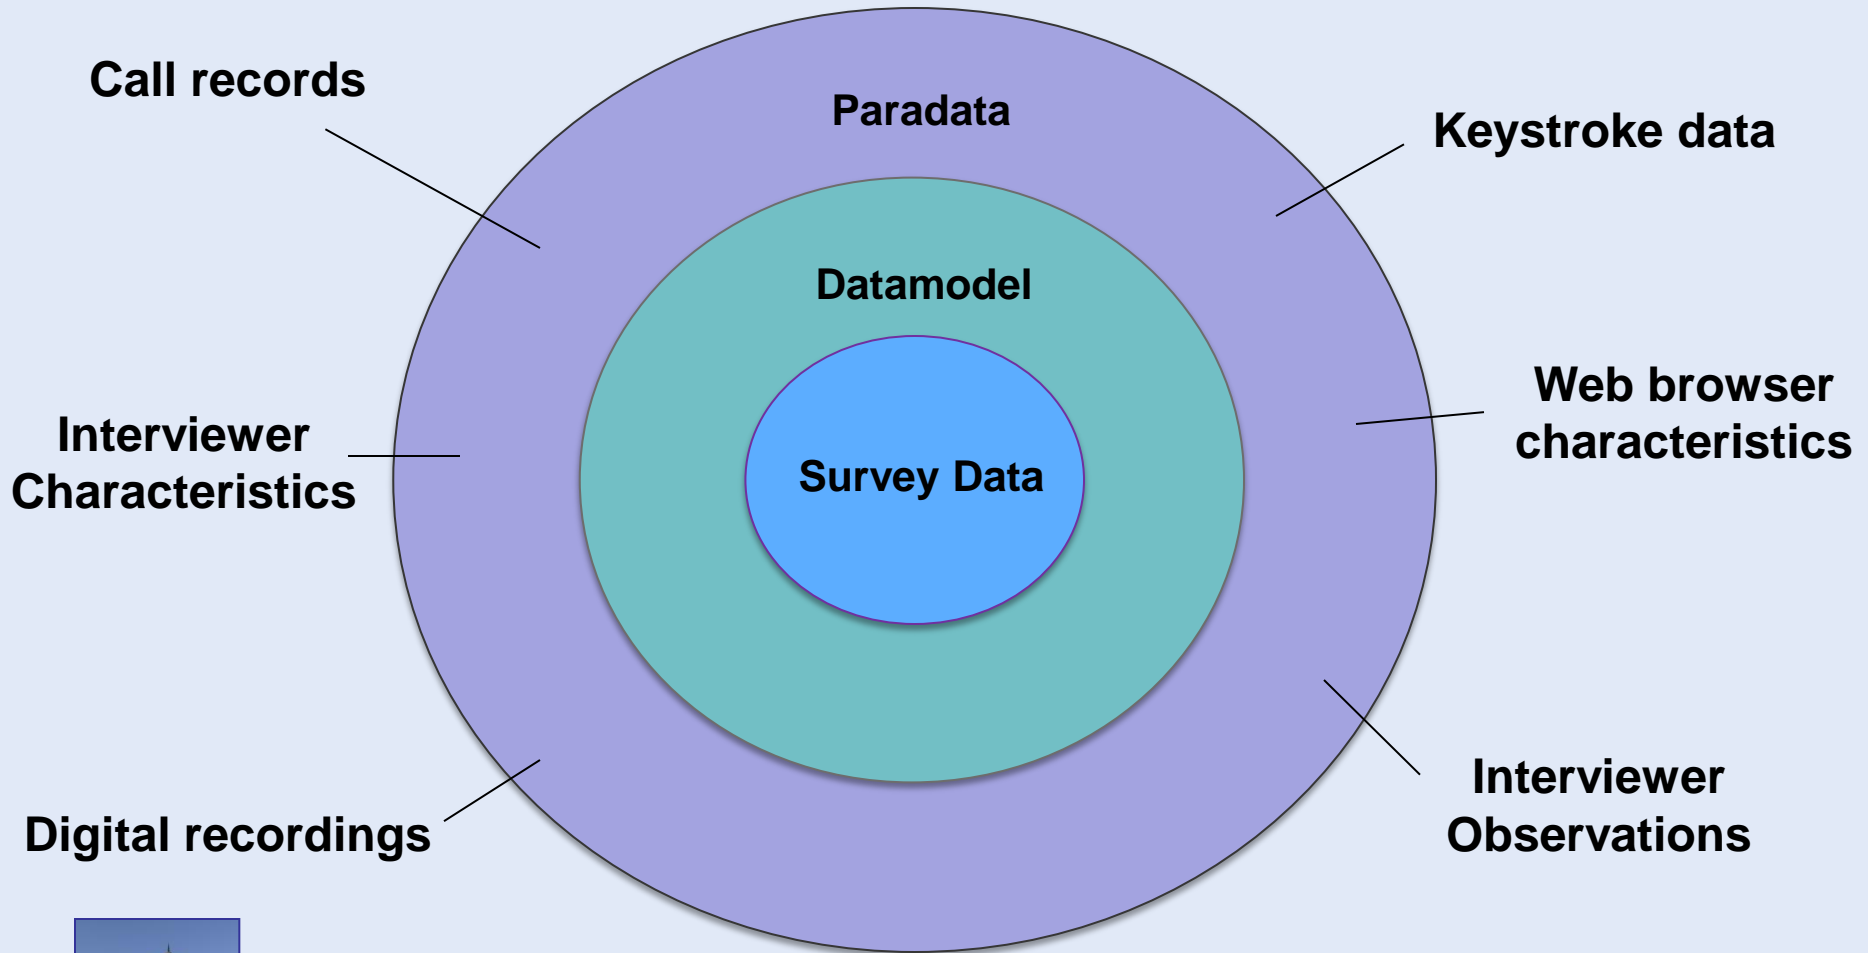 Call records
Paradata
Keystroke data
Datamodel
Web browser
characteristics
Interviewer
Characteristics
Survey Data
Interviewer
Observations
Digital recordings